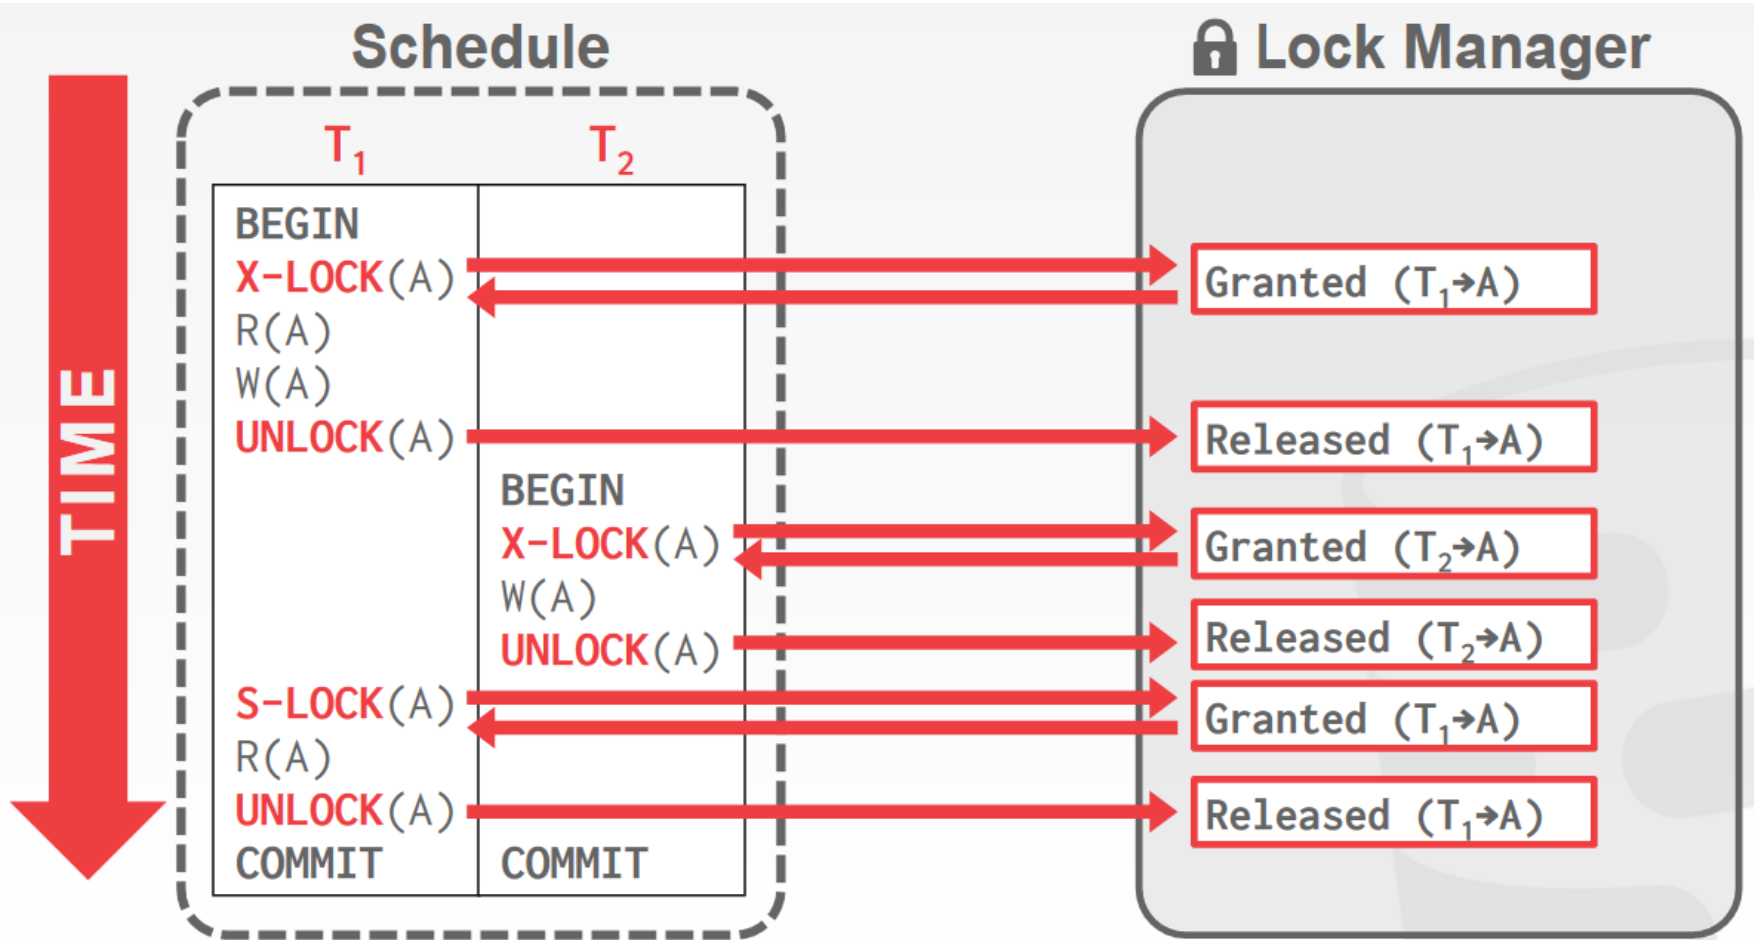 Schedule
Lock Manager
TIME
T1 T2
BEGIN
X-LOCK(A)
R(A)
W(A)
UNLOCK(A)
BEGIN
X-LOCK(A)
W(A)
UNLOCK(A)
S-LOCK(A)
R(A)
UNLOCK(A)
COMMIT COMMIT
Granted (T1→A)
Released (T1→A)
Granted (T2→A)
Released (T2→A)
Granted (T1→A)
Released (T1→A)